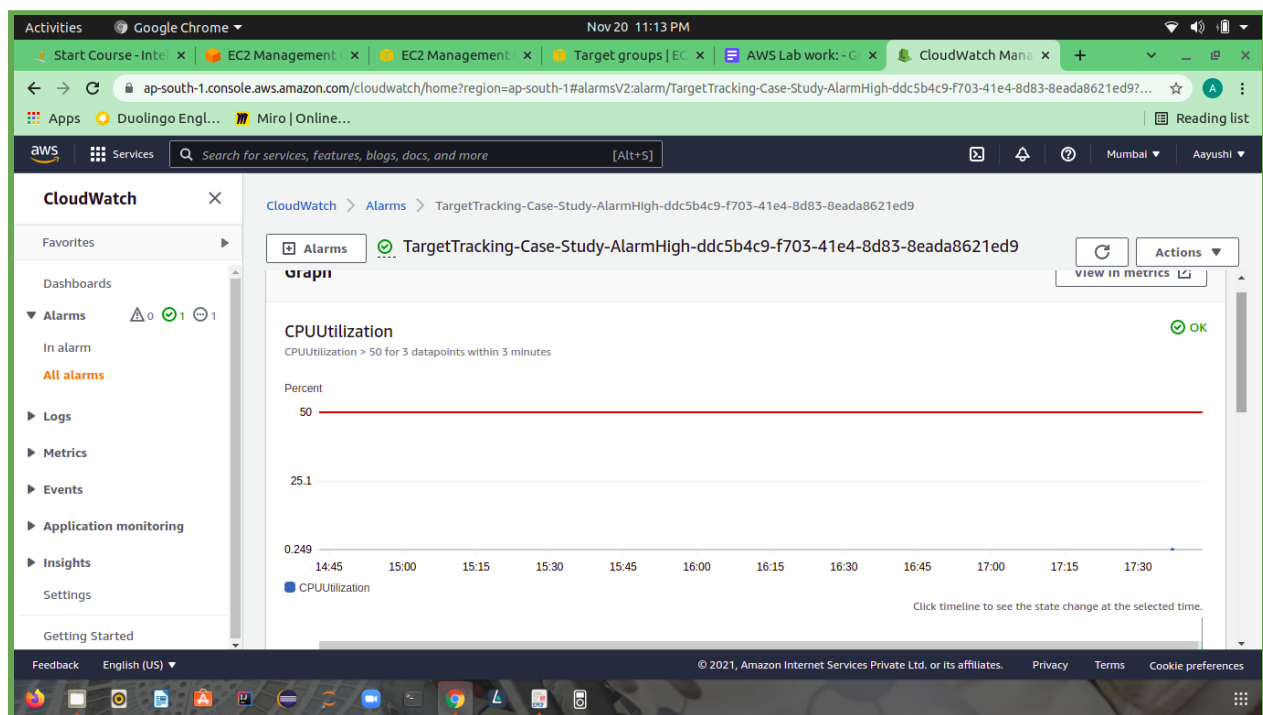 Activities Google Chrome ▾ Nov 20 11:13 PM
Start Course - Inte EC2 Management EC2 Management Target groups | EC AWS Lab work: - Go CloudWatch Mana
ap-south-1.console.aws.amazon.com/cloudwatch/home?region=ap-south-1#alarmsV2:alarm/TargetTracking-Case-Study-AlarmHigh-ddc5b4c9-f703-41e4-8d83-8eada8621ed9?... A
Apps Duolingo Engl... Miro | Online... Reading list
aws Services Search for services, features, blogs, docs, and more [Alt+S] Mumbai ▼ Aayushi ▼
CloudWatch
Favorites
Dashboards
Alarms 0 1 1
In alarm
All alarms
Logs
Metrics
Events
Application monitoring
Insights
Settings
Getting Started
CloudWatch > Alarms > TargetTracking-Case-Study-AlarmHigh-ddc5b4c9-f703-41e4-8d83-8eada8621ed9
Alarms TargetTracking-Case-Study-AlarmHigh-ddc5b4c9-f703-41e4-8d83-8eada8621ed9 Actions ▼
Graph View in metrics
CPUUtilization OK
CPUUtilization > 50 for 3 datapoints within 3 minutes
Percent
50
25.1
0.249
14:45 15:00 15:15 15:30 15:45 16:00 16:15 16:30 16:45 17:00 17:15 17:30
CPUUtilization
Click timeline to see the state change at the selected time.
Feedback English (US) ▼ © 2021, Amazon Internet Services Private Ltd. or its affiliates. Privacy Terms Cookie preferences